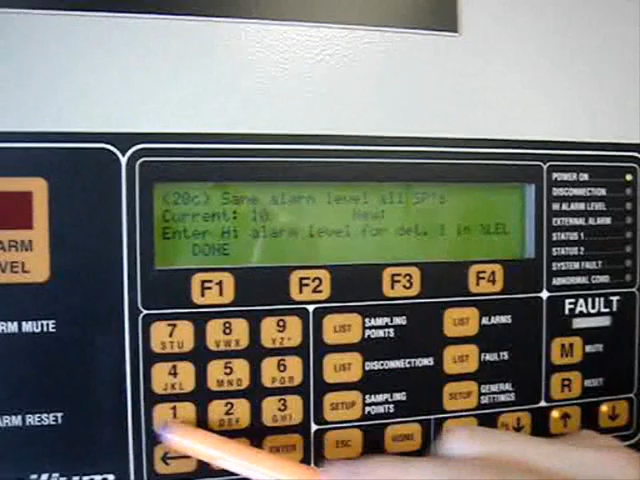 <20c> Same alarm level all SP's
Current: 10 New:
Enter Hi alarm level for det. 1 in %LEL
DONE
F1 F2 F3 F4
POWER ON
DISCONNECTION
HI ALARM LEVEL
EXTERNAL ALARM
STATUS 1
STATUS 2
SYSTEM FAULT
ABNORMAL COND.
FAULT
M MUTE
R RESET
ARM
VEL
RM MUTE
ARM RESET
7 STU 8 VWX 9 YZ*
4 JKL 5 MNO 6 PQR
1 2 DEF 3 GHI
ENTER
LIST SAMPLING POINTS
LIST ALARMS
LIST DISCONNECTIONS
LIST FAULTS
SETUP SAMPLING POINTS
SETUP GENERAL SETTINGS
ESC HOME